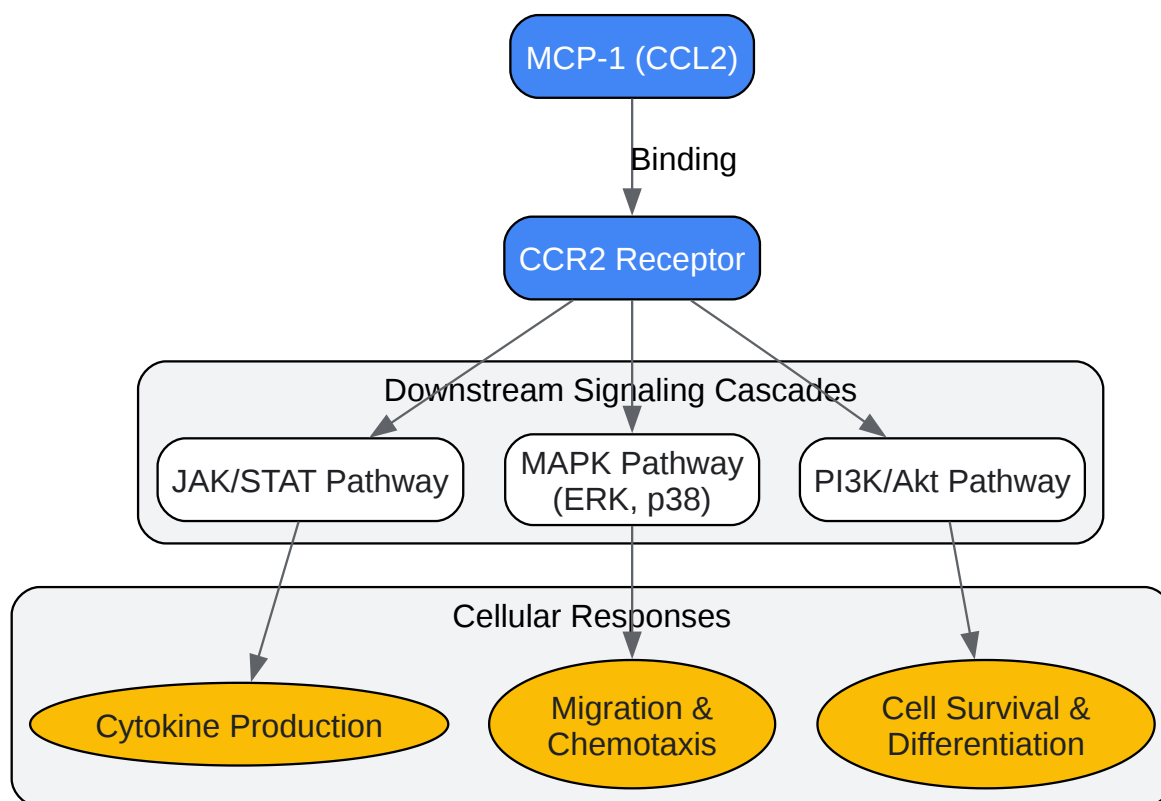 MCP-1 (CCL2)
Binding
CCR2 Receptor
Downstream Signaling Cascades
JAK/STAT Pathway
MAPK Pathway
(ERK, p38)
PI3K/Akt Pathway
Cellular Responses
Cytokine Production
Migration &
Chemotaxis
Cell Survival &
Differentiation